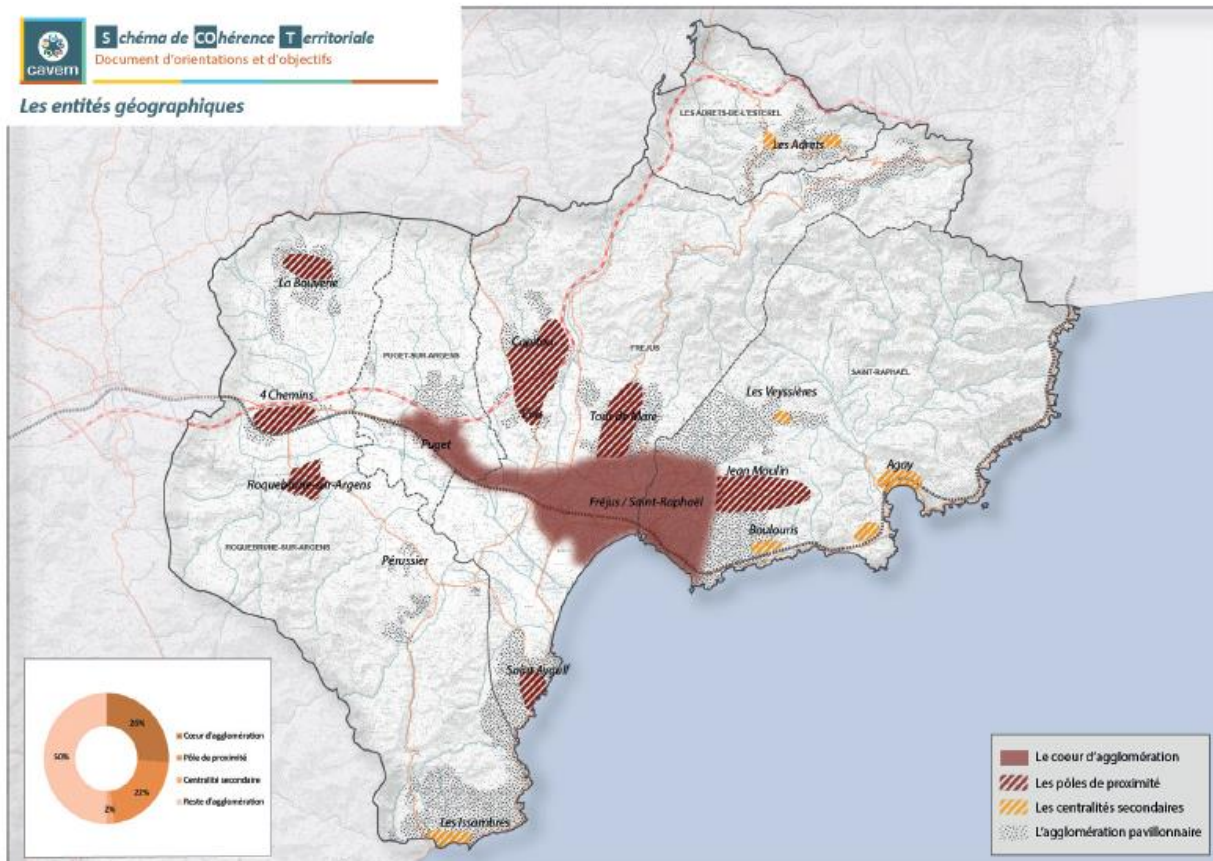 Schéma de COhérence Territoriale
Document d'orientations et d'objectifs
cavem
Les entités géographiques
LES ADRETS-DE-L'ESTEREL
Les Adrets
La Bouverie
Capitou
PUGET-SUR-ARGENS
FREJUS
SAINT-RAPHAEL
4 Chemins
Les Veyssières
Tour de Mare
Puget
Agay
Jean Moulin
Roquebrune-sur-Argens
Fréjus / Saint-Raphaël
Boulouris
ROQUEBRUNE-SUR-ARGENS
Pérussier
Saint Aygulf
Les Issambres
26%
50%
22%
2%
Cœur d'agglomération
Pôle de proximité
Centralité secondaire
Reste d'agglomération
Le coeur d'agglomération
Les pôles de proximité
Les centralités secondaires
L'agglomération pavillonnaire